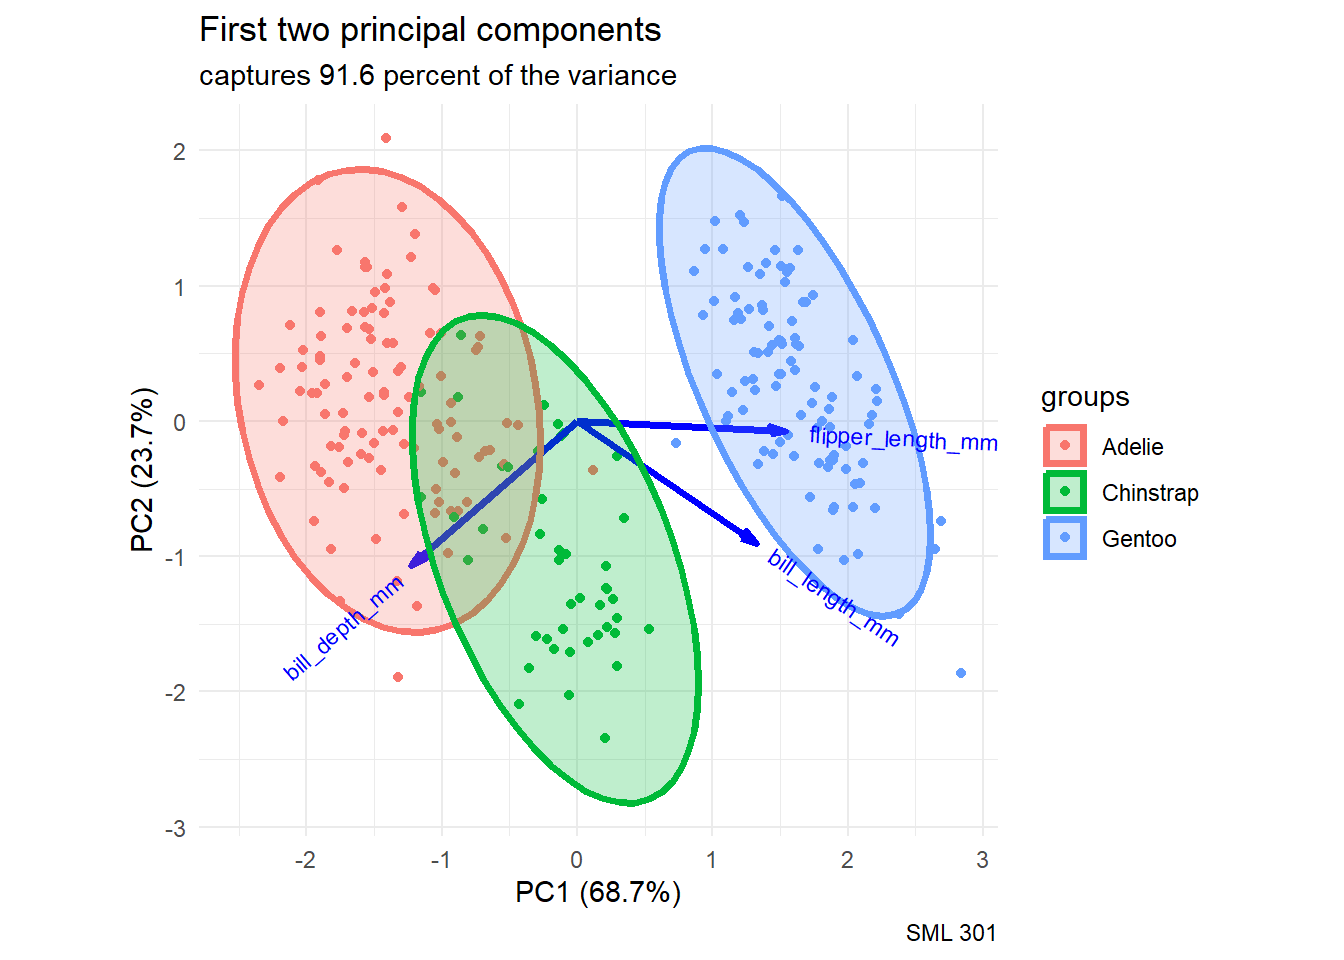 First two principal components
captures 91.6 percent of the variance
2
1
0
-1
-2
-3
PC2 (23.7%)
flipper_length_mm
bill_length_mm
bill_depth_mm
groups
Adelie
Chinstrap
Gentoo
-2
-1
0
1
2
3
PC1 (68.7%)
SML 301